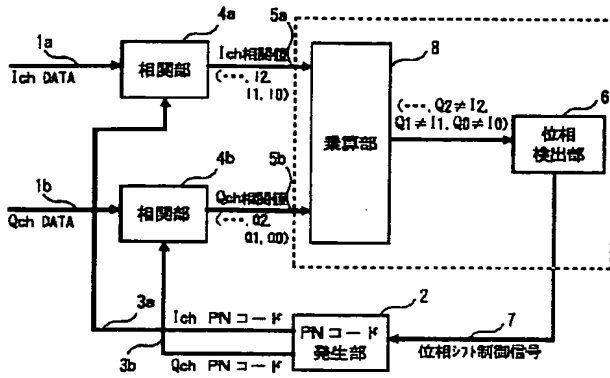 4a
5a
1a
相関部
Ich相関値
8
Ich DATA
(…, I2,
I1, I0)
(…, Q2≠I2,
Q1≠I1, Q0≠I0)
6
乗算部
位相
検出部
4b
5b
1b
相関部
Qch相関値
Qch DATA
(…, Q2,
Q1, Q0)
2
3a
Ich PN コード
PNコード
発生部
7
3b
Qch PN コード
位相シフト制御信号